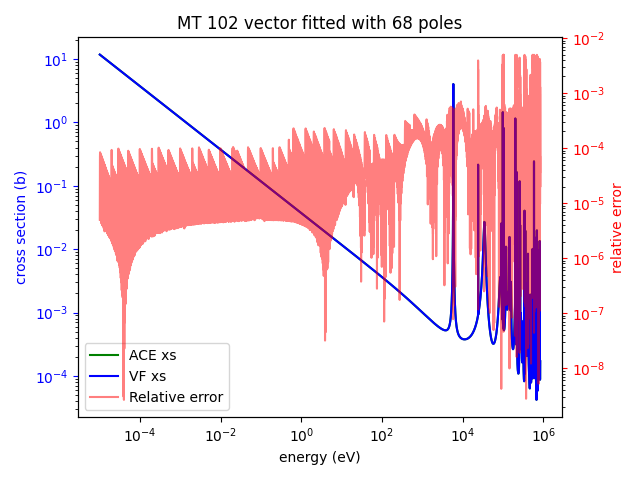 MT 102 vector fitted with 68 poles
cross section (b)
10¹
10⁰
10⁻¹
10⁻²
10⁻³
10⁻⁴
10⁻²
10⁻³
10⁻⁴
10⁻⁵
10⁻⁶
10⁻⁷
10⁻⁸
relative error
ACE xs
VF xs
Relative error
10⁻⁴ 10⁻² 10⁰ 10² 10⁴ 10⁶
energy (eV)